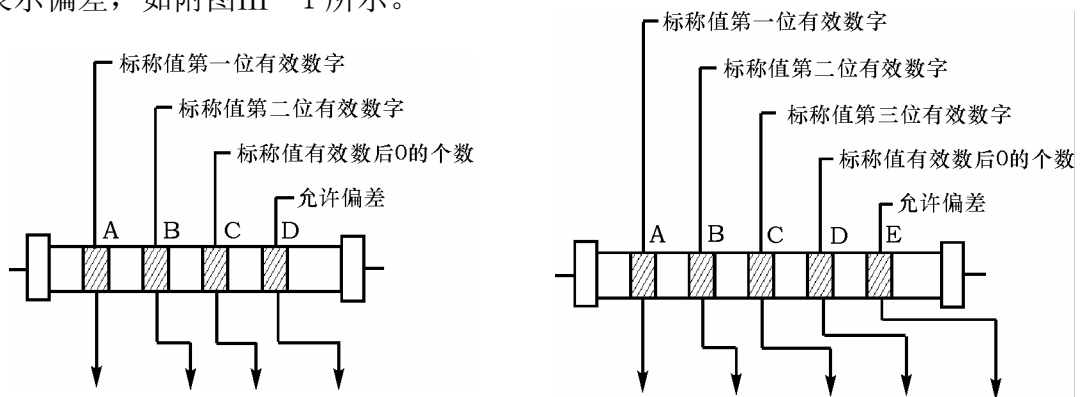 表示偏差，如附图Ⅲ-1所示。
标称值第一位有效数字
标称值第二位有效数字
标称值有效数后0的个数
允许偏差
A B C D
标称值第一位有效数字
标称值第二位有效数字
标称值第三位有效数字
标称值有效数后0的个数
允许偏差
A B C D E